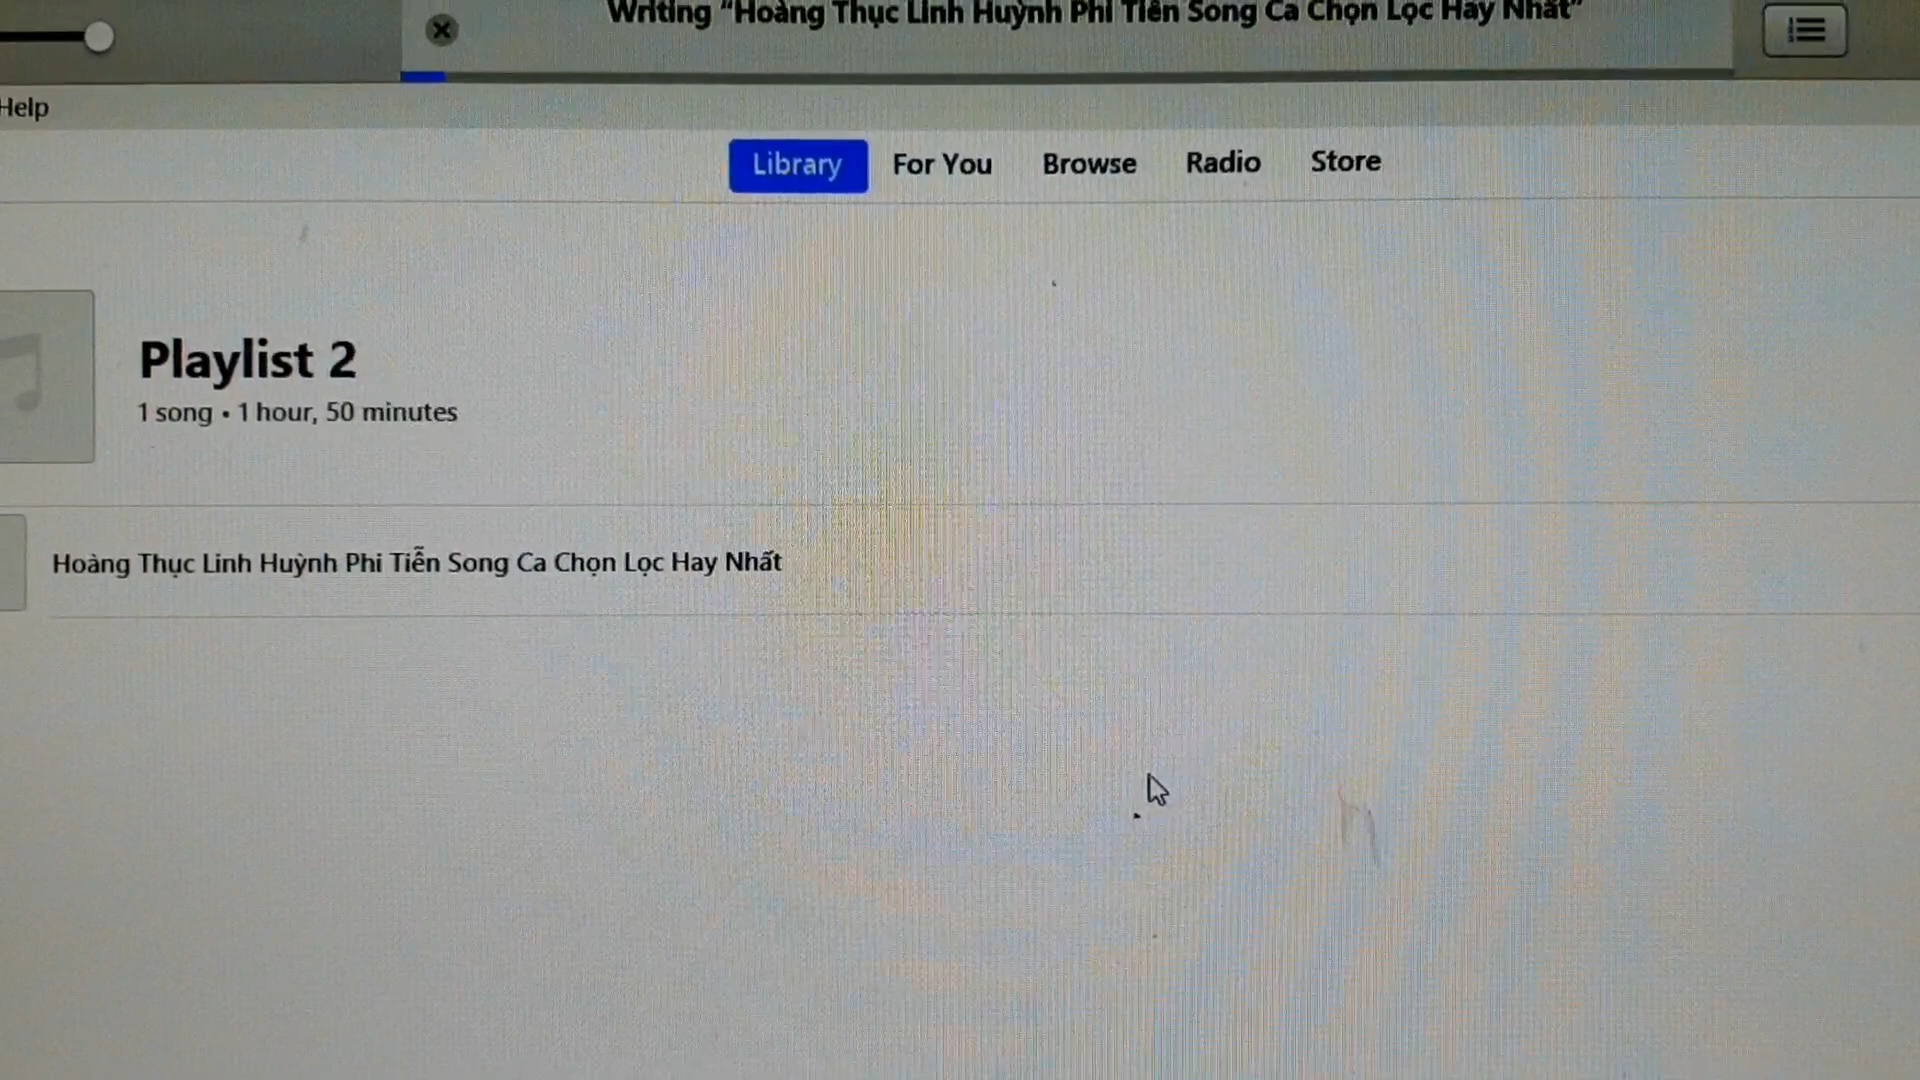 Writing “Hoàng Thục Linh Huỳnh Phi Tiễn Song Ca Chọn Lọc Hay Nhất”
Help
Library For You Browse Radio Store
Playlist 2
1 song • 1 hour, 50 minutes
Hoàng Thục Linh Huỳnh Phi Tiễn Song Ca Chọn Lọc Hay Nhất